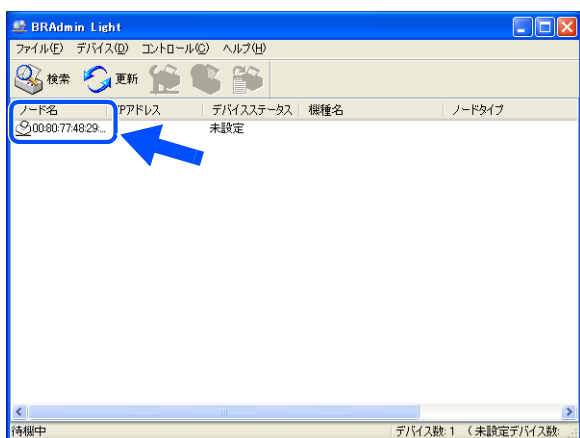 BRAdmin Light
ファイル(F) デバイス(D) コントロール(C) ヘルプ(H)
検索 更新
ノード名 IPアドレス デバイスステータス 機種名 ノードタイプ
00:80:77:48:29:... 未設定
待機中 デバイス数: 1 ( 未設定デバイス数: